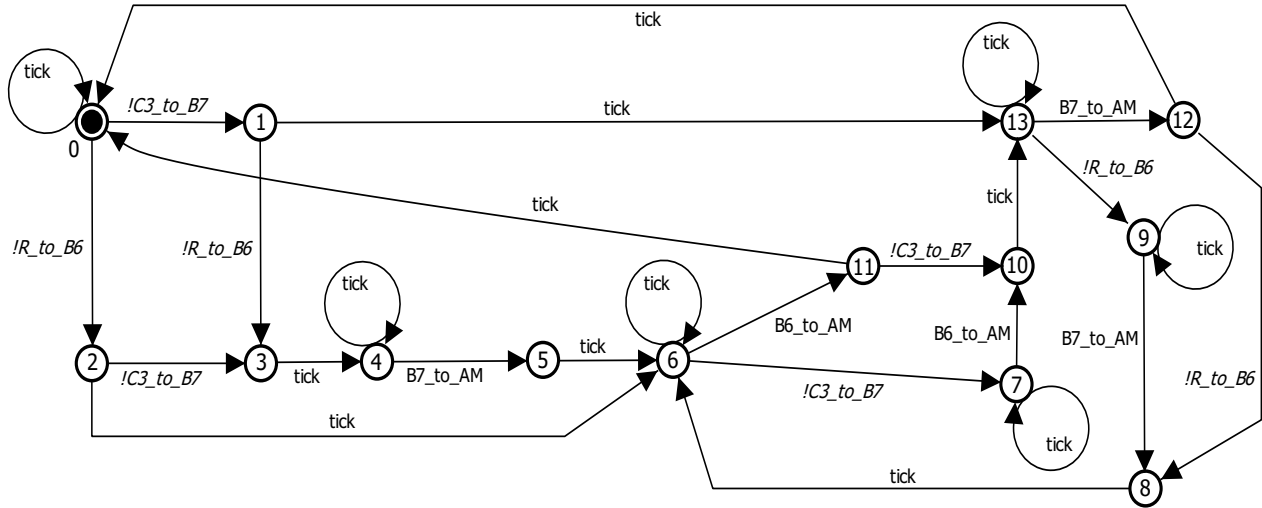 tick
tick
tick
!C3_to_B7
tick
B7_to_AM
0
1
13
12
!R_to_B6
tick
tick
!R_to_B6
!R_to_B6
9
tick
11
!C3_to_B7
10
tick
tick
B6_to_AM
B6_to_AM
B7_to_AM
2
3
4
5
tick
6
7
!C3_to_B7
tick
B7_to_AM
!C3_to_B7
!R_to_B6
tick
tick
tick
8